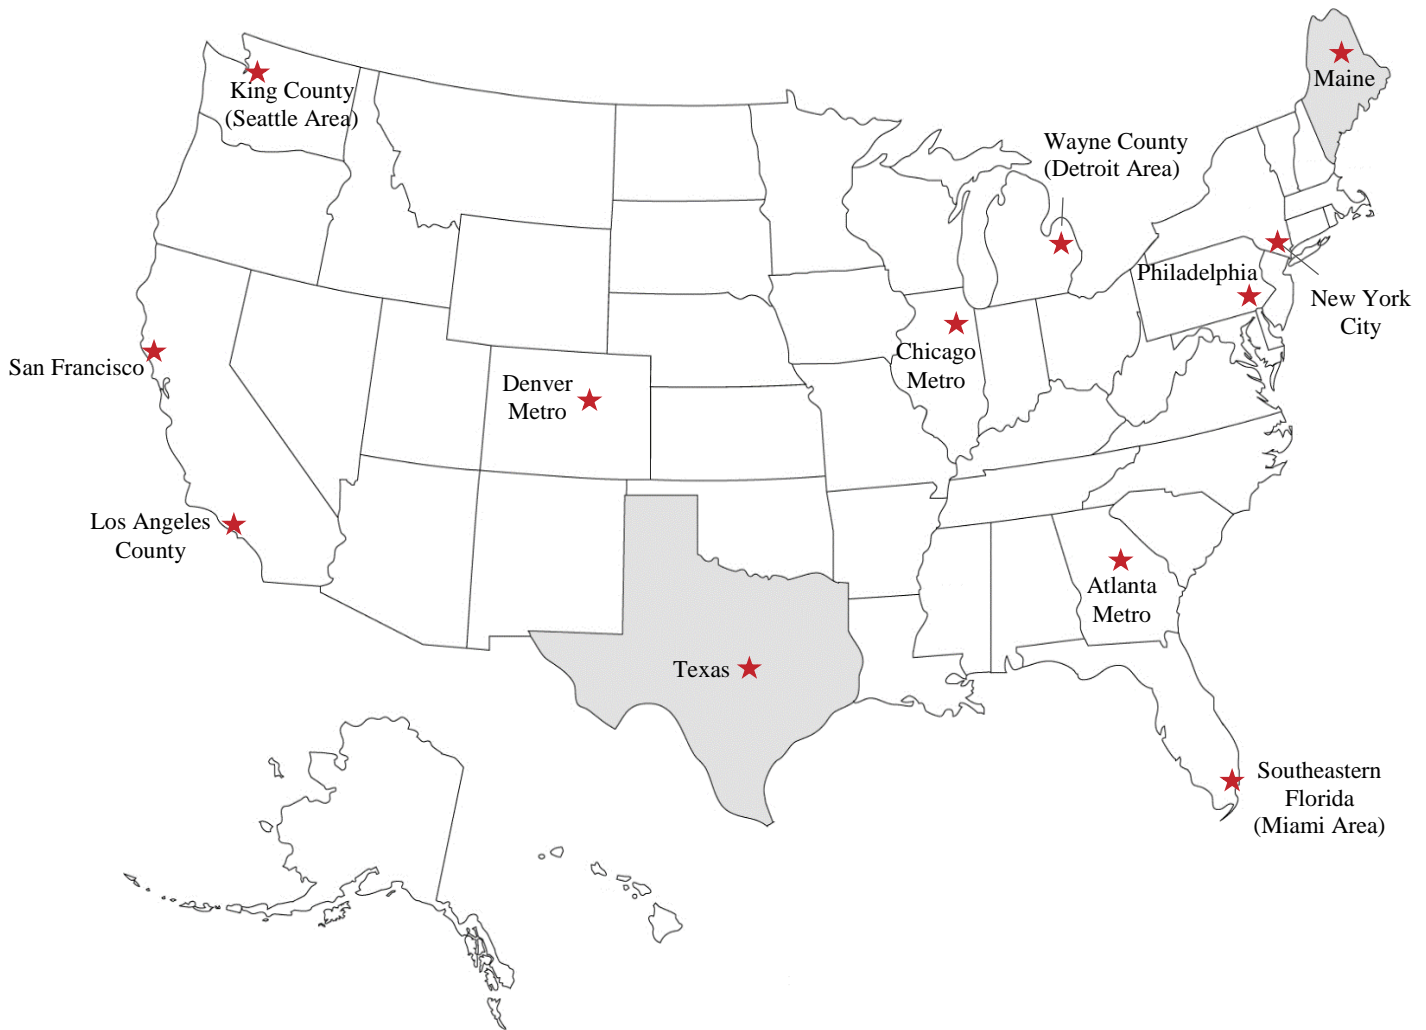 Maine
King County
(Seattle Area)
Wayne County
(Detroit Area)
Philadelphia
New York
City
San Francisco
Chicago
Metro
Denver
Metro
Los Angeles
County
Atlanta
Metro
Texas
Southeastern
Florida
(Miami Area)